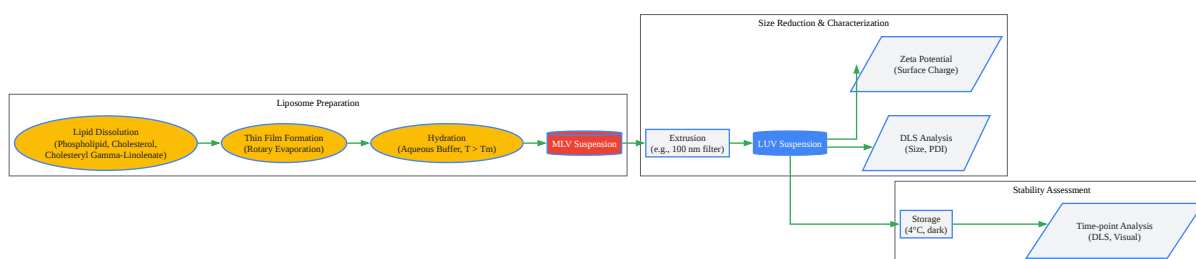 Liposome Preparation
Lipid Dissolution
(Phospholipid, Cholesterol,
Cholesteryl Gamma-Linolenate)
Thin Film Formation
(Rotary Evaporation)
Hydration
(Aqueous Buffer, T > Tm)
MLV Suspension
Size Reduction & Characterization
Extrusion
(e.g., 100 nm filter)
LUV Suspension
Zeta Potential
(Surface Charge)
DLS Analysis
(Size, PDI)
Stability Assessment
Storage
(4°C, dark)
Time-point Analysis
(DLS, Visual)